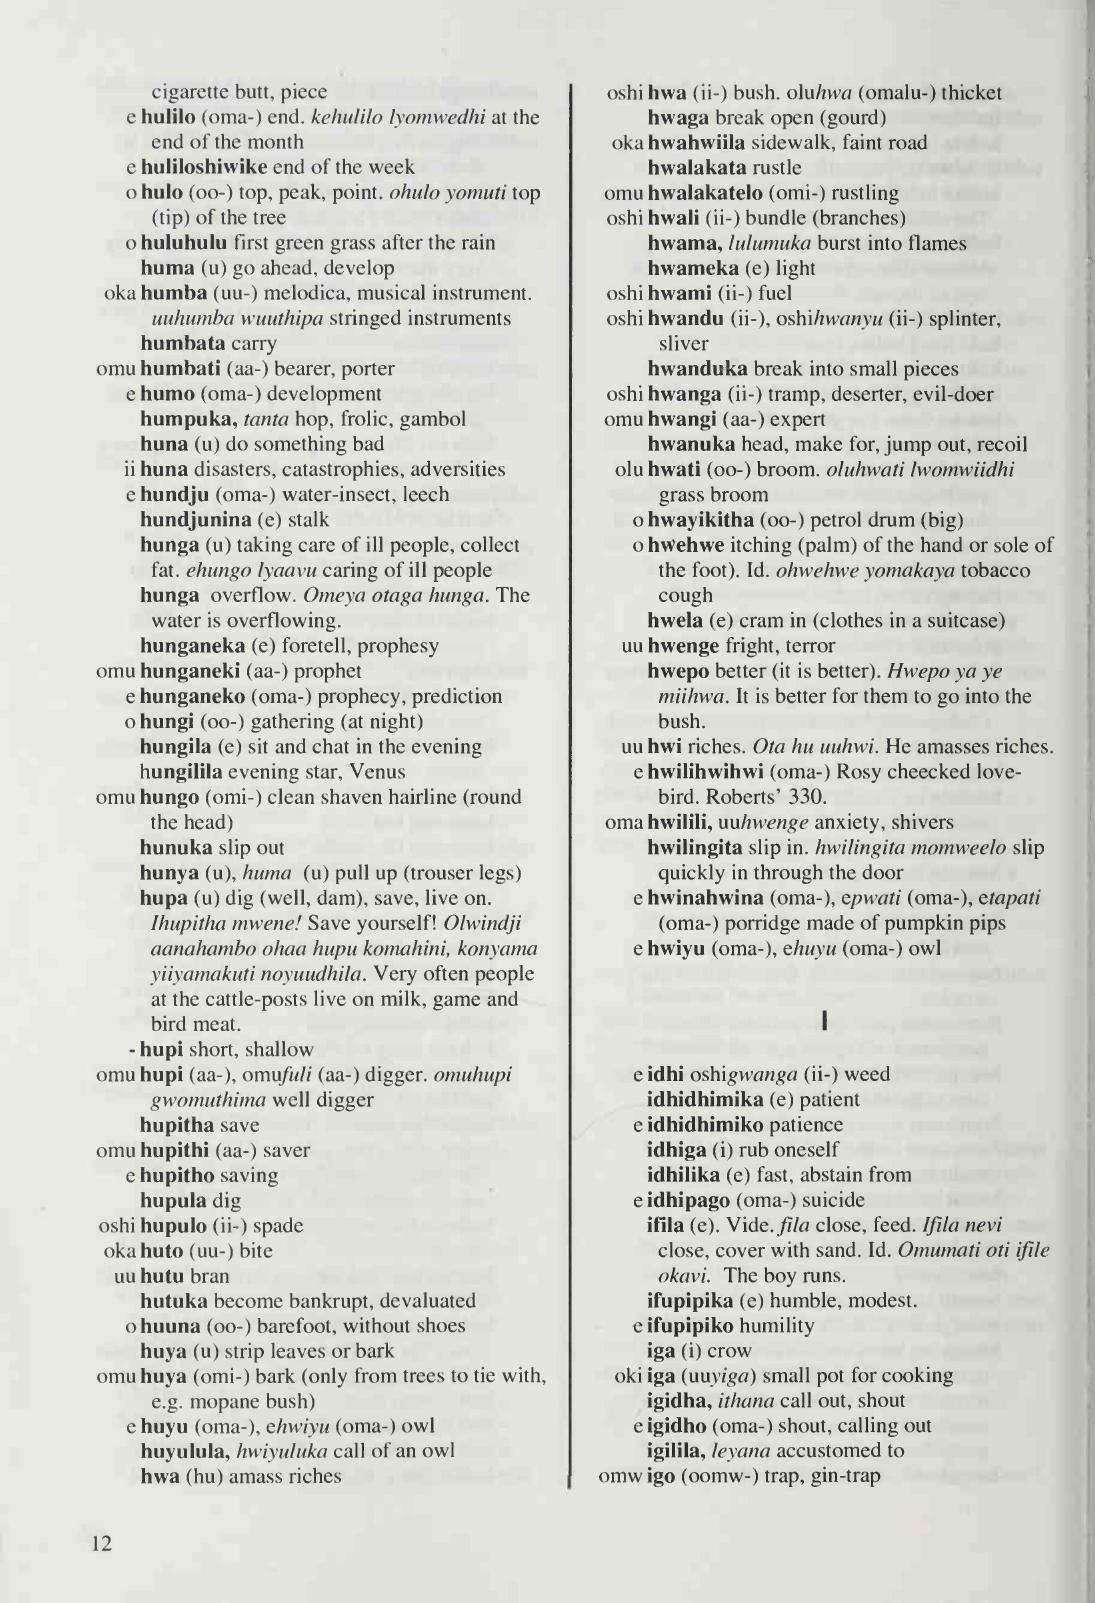 cigarette butt, piece
e hulilo (oma-) end. kehulilo lyomwedhi at the
end of the month
e huliloshiwike end of the week
o hulo (oo-) top, peak, point. ohulo yomuti top
(tip) of the tree
o huluhulu first green grass after the rain
huma (u) go ahead, develop
oka humba (uu-) melodica, musical instrument.
uuhumba wuuthipa stringed instruments
humbata carry
omu humbati (aa-) bearer, porter
e humo (oma-) development
humpuka, tanta hop, frolic, gambol
huna (u) do something bad
ii huna disasters, catastrophies, adversities
e hundju (oma-) water-insect, leech
hundjunina (e) stalk
hunga (u) taking care of ill people, collect
fat. ehungo lyaavu caring of ill people
hunga overflow. Omeya otaga hunga. The
water is overflowing.
hunganeka (e) foretell, prophesy
omu hunganeki (aa-) prophet
e hunganeko (oma-) prophecy, prediction
o hungi (oo-) gathering (at night)
hungila (e) sit and chat in the evening
hungilila evening star, Venus
omu hungo (omi-) clean shaven hairline (round
the head)
hunuka slip out
hunya (u), huma (u) pull up (trouser legs)
hupa (u) dig (well, dam), save, live on.
Ihupitha mwene! Save yourself! Olwindji
aanahambo ohaa hupu komahini, konyama
yiiyamakuti noyuudhila. Very often people
at the cattle-posts live on milk, game and
bird meat.
- hupi short, shallow
omu hupi (aa-), omufuli (aa-) digger. omuhupi
gwomuthima well digger
hupitha save
omu hupithi (aa-) saver
e hupitho saving
hupula dig
oshi hupulo (ii-) spade
oka huto (uu-) bite
uu hutu bran
hutuka become bankrupt, devaluated
o huuna (oo-) barefoot, without shoes
huya (u) strip leaves or bark
omu huya (omi-) bark (only from trees to tie with,
e.g. mopane bush)
e huyu (oma-), ehwiyu (oma-) owl
huyulula, hwiyuluka call of an owl
hwa (hu) amass riches
12
oshi hwa (ii-) bush. oluhwa (omalu-) thicket
hwaga break open (gourd)
oka hwahwiila sidewalk, faint road
hwalakata rustle
omu hwalakatelo (omi-) rustling
oshi hwali (ii-) bundle (branches)
hwama, lulumuka burst into flames
hwameka (e) light
oshi hwami (ii-) fuel
oshi hwandu (ii-), oshihwanyu (ii-) splinter,
sliver
hwanduka break into small pieces
oshi hwanga (ii-) tramp, deserter, evil-doer
omu hwangi (aa-) expert
hwanuka head, make for, jump out, recoil
olu hwati (oo-) broom. oluhwati lwomwiidhi
grass broom
o hwayikitha (oo-) petrol drum (big)
o hwehwe itching (palm) of the hand or sole of
the foot). Id. ohwehwe yomakaya tobacco
cough
hwela (e) cram in (clothes in a suitcase)
uu hwenge fright, terror
hwepo better (it is better). Hwepo ya ye
miihwa. It is better for them to go into the
bush.
uu hwi riches. Ota hu uuhwi. He amasses riches.
e hwilihwihwi (oma-) Rosy cheecked love-
bird. Roberts' 330.
oma hwilili, uuhwenge anxiety, shivers
hwilingita slip in. hwilingita momweelo slip
quickly in through the door
e hwinahwina (oma-), epwati (oma-), etapati
(oma-) porridge made of pumpkin pips
e hwiyu (oma-), ehuyu (oma-) owl
I
e idhi oshigwanga (ii-) weed
idhidhimika (e) patient
e idhidhimiko patience
idhiga (i) rub oneself
idhilika (e) fast, abstain from
e idhipago (oma-) suicide
ifila (e). Vide. fila close, feed. Ifila nevi
close, cover with sand. Id. Omumati oti ifile
okavi. The boy runs.
ifupipika (e) humble, modest.
e ifupipiko humility
iga (i) crow
oki iga (uuyiga) small pot for cooking
igidha, ithana call out, shout
e igidho (oma-) shout, calling out
igilila, leyana accustomed to
omw igo (oomw-) trap, gin-trap